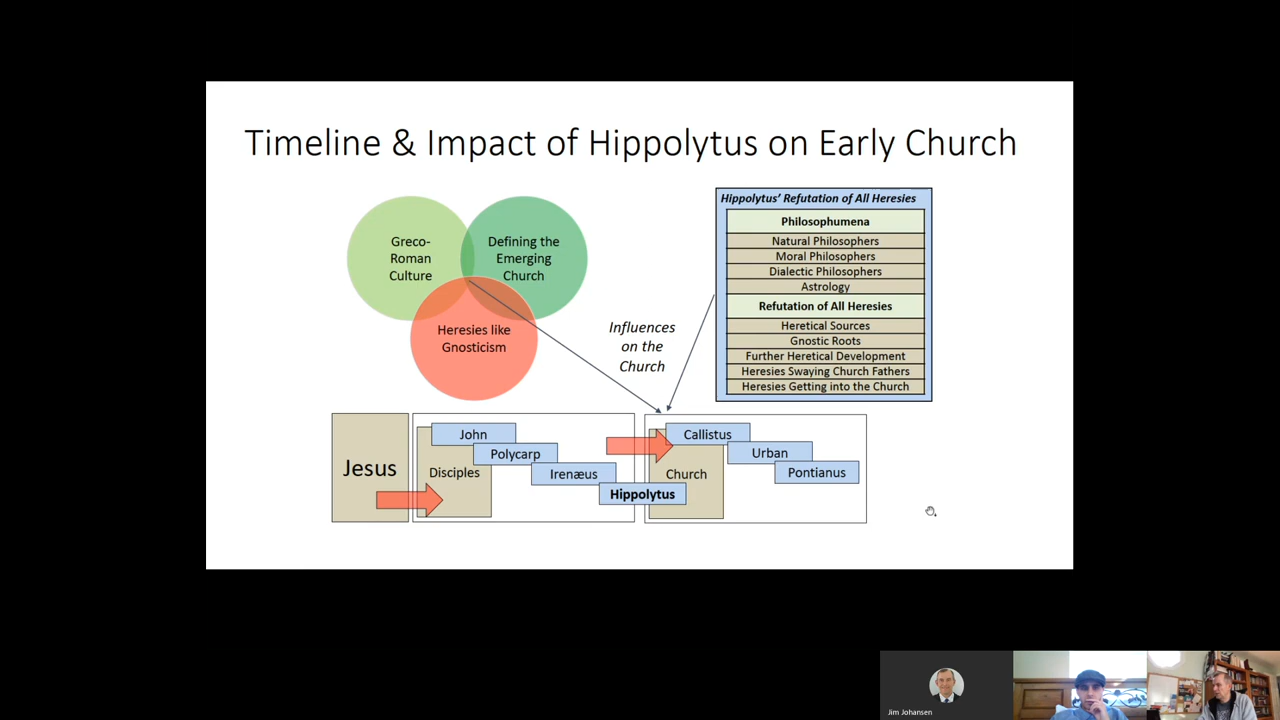 Timeline & Impact of Hippolytus on Early Church
Greco-
Roman
Culture
Defining the
Emerging
Church
Heresies like
Gnosticism
Influences
on the
Church
Hippolytus' Refutation of All Heresies
Philosophumena
Natural Philosophers
Moral Philosophers
Dialectic Philosophers
Astrology
Refutation of All Heresies
Heretical Sources
Gnostic Roots
Further Heretical Development
Heresies Swaying Church Fathers
Heresies Getting into the Church
Jesus
Disciples
John
Polycarp
Irenæus
Hippolytus
Church
Callistus
Urban
Pontianus
Jim Johansen